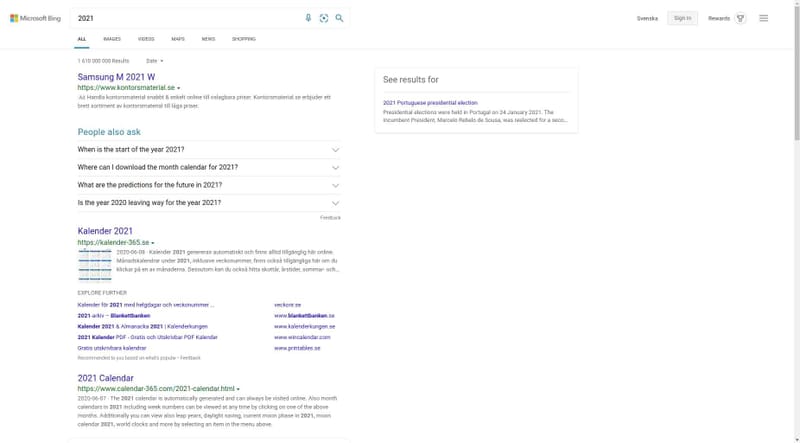 Microsoft Bing
2021
Svenska
Sign in
Rewards
ALL
IMAGES
VIDEOS
MAPS
NEWS
SHOPPING
1 610 000 000 Results
Date
Samsung M 2021 W
https://www.kontorsmaterial.se
Ad Handla kontorsmaterial snabbt & enkelt online till oslagbara priser. Kontorsmaterial.se erbjuder ett
brett sortiment av kontorsmaterial till låga priser.
People also ask
When is the start of the year 2021?
Where can I download the month calendar for 2021?
What are the predictions for the future in 2021?
Is the year 2020 leaving way for the year 2021?
Feedback
Kalender 2021
https://kalender-365.se
2020-06-08 · Kalender 2021 genereras automatiskt och finns alltid tillgänglig här online.
Månadskalendrar under 2021, inklusive veckonummer, finns också tillgängliga här om du
klickar på en av månaderna. Dessutom kan du också hitta skottår, årstider, sommar- och...
EXPLORE FURTHER
Kalender för 2021 med helgdagar och veckonummer ...
veckonr.se
2021 arkiv – Blankettbanken
www.blankettbanken.se
Kalender 2021 & Almanacka 2021 | Kalenderkungen
www.kalenderkungen.se
2021 Kalender PDF - Gratis och Utskrivbar PDF Kalendar
www.wincalendar.com
Gratis utskrivbara kalendrar
www.printables.se
Recommended to you based on what's popular • Feedback
2021 Calendar
https://www.calendar-365.com/2021-calendar.html
2020-06-07 · The 2021 calendar is automatically generated and can always be visited online. Also month
calendars in 2021 including week numbers can be viewed at any time by clicking on one of the above
months. Additionally you can view also leap years, daylight saving, current moon phase in 2021, moon
calendar 2021, world clocks and more by selecting an item in the menu above.
See results for
2021 Portuguese presidential election
Presidential elections were held in Portugal on 24 January 2021. The
incumbent President, Marcelo Rebelo de Sousa, was reelected for a seco...